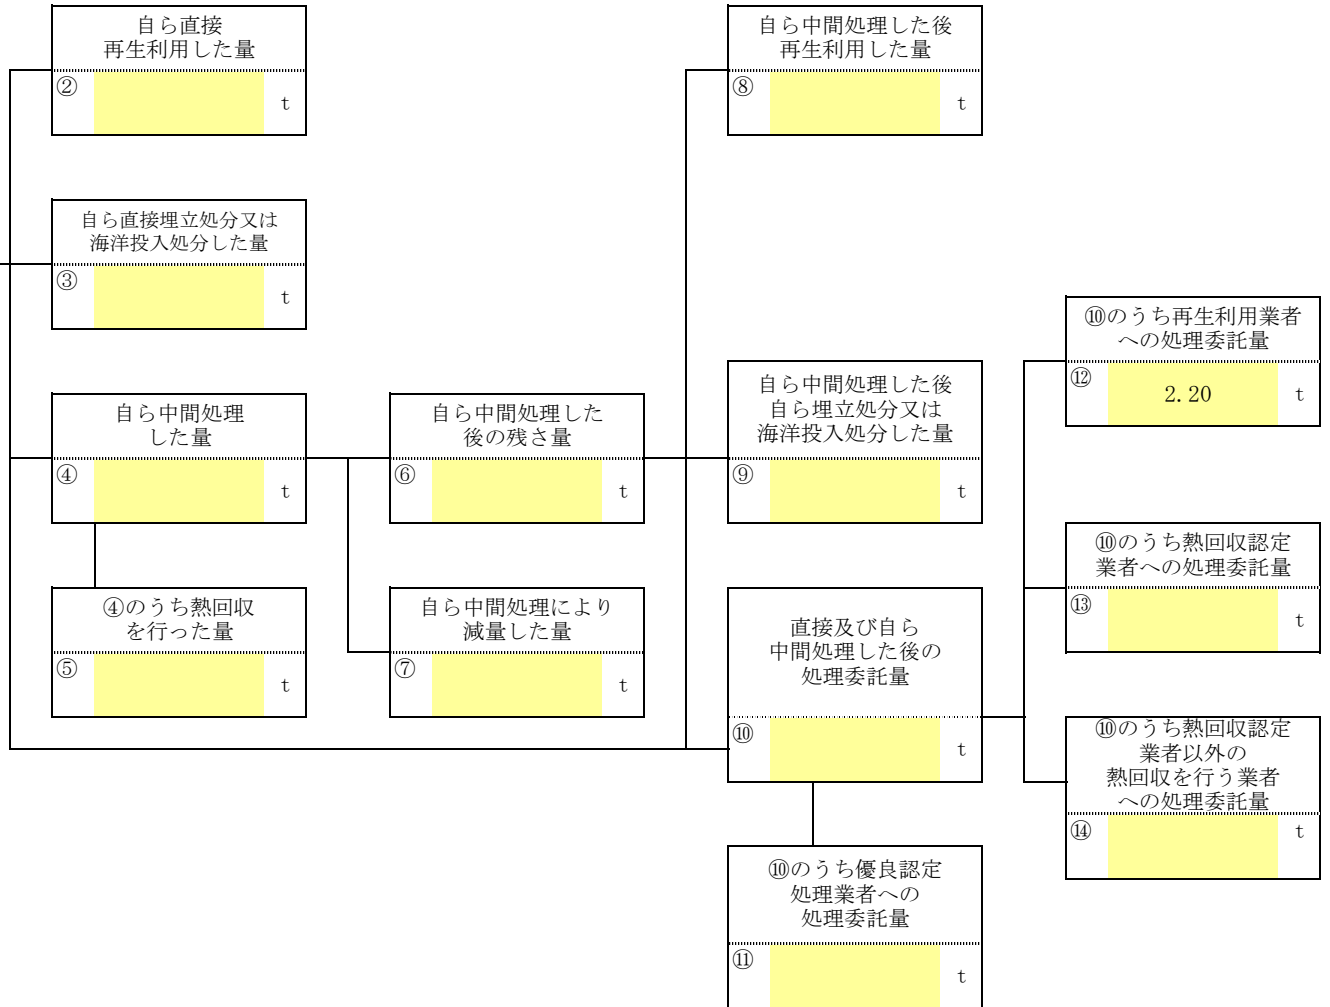 自ら直接
再生利用した量
②
t
自ら中間処理した後
再生利用した量
⑧
t
自ら直接埋立処分又は
海洋投入処分した量
③
t
⑩のうち再生利用業者
への処理委託量
⑫
2.20
t
自ら中間処理
した量
④
t
自ら中間処理した
後の残さ量
⑥
t
自ら中間処理した後
自ら埋立処分又は
海洋投入処分した量
⑨
t
⑩のうち熱回収認定
業者への処理委託量
⑬
t
④のうち熱回収
を行った量
⑤
t
自ら中間処理により
減量した量
⑦
t
直接及び自ら
中間処理した後の
処理委託量
⑩
t
⑩のうち熱回収認定
業者以外の
熱回収を行う業者
への処理委託量
⑭
t
⑩のうち優良認定
処理業者への
処理委託量
⑪
t